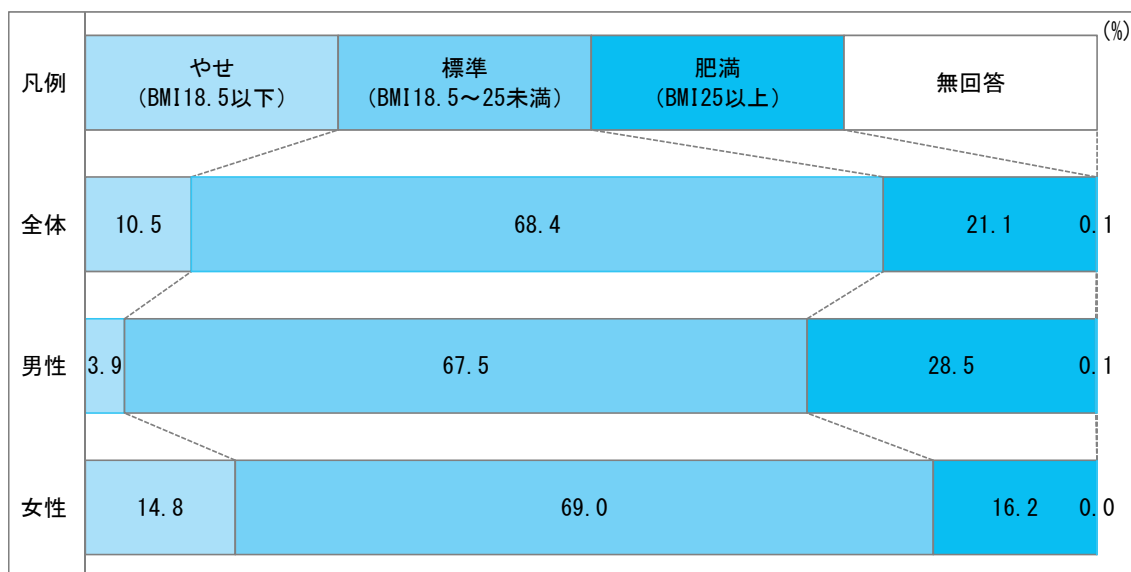 (%)
凡例
やせ
(BMI18.5以下)
標準
(BMI18.5～25未満)
肥満
(BMI25以上)
無回答
全体
10.5
68.4
21.1
0.1
男性
3.9
67.5
28.5
0.1
女性
14.8
69.0
16.2
0.0